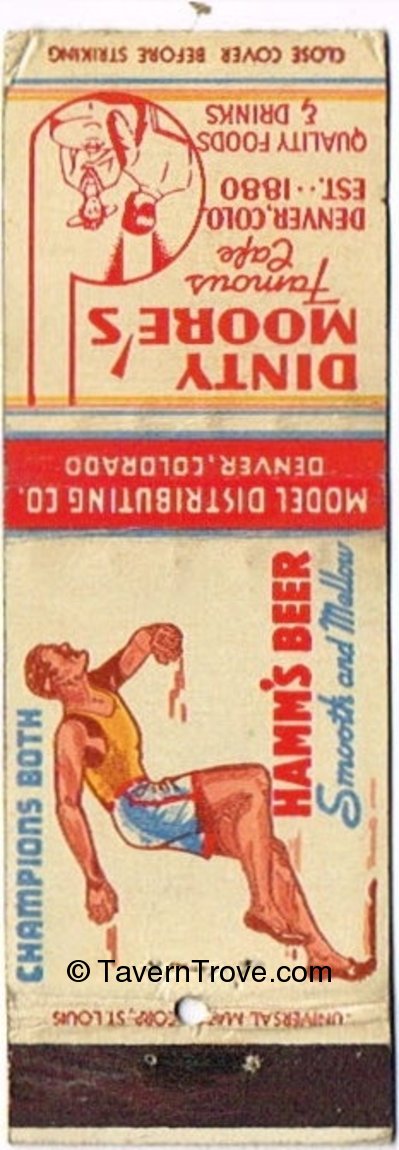 CLOSE COVER BEFORE STRIKING
DINTY
MOORE'S
Famous
Cafe
DENVER, COLO.
EST... 1880
QUALITY FOODS
& DRINKS
MODEL DISTRIBUTING CO.
DENVER, COLORADO
CHAMPIONS BOTH
HAMM'S BEER
Smooth and Mellow
© TavernTrove.com
UNIVERSAL CORP., ST. LOUIS